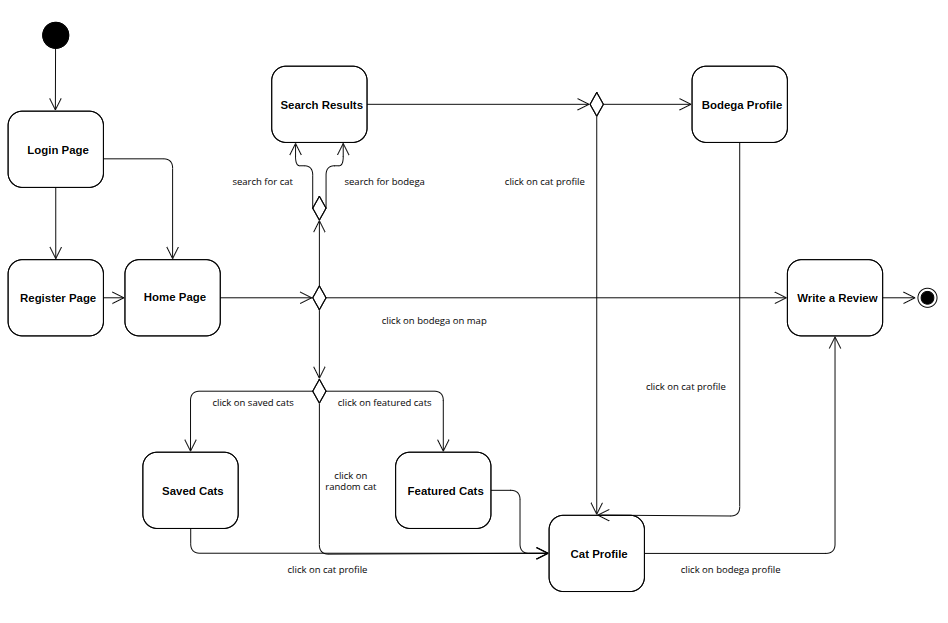 Search Results
Bodega Profile
Login Page
search for cat
search for bodega
click on cat profile
Register Page
Home Page
Write a Review
click on bodega on map
click on cat profile
click on saved cats
click on featured cats
click on
random cat
Saved Cats
Featured Cats
Cat Profile
click on cat profile
click on bodega profile